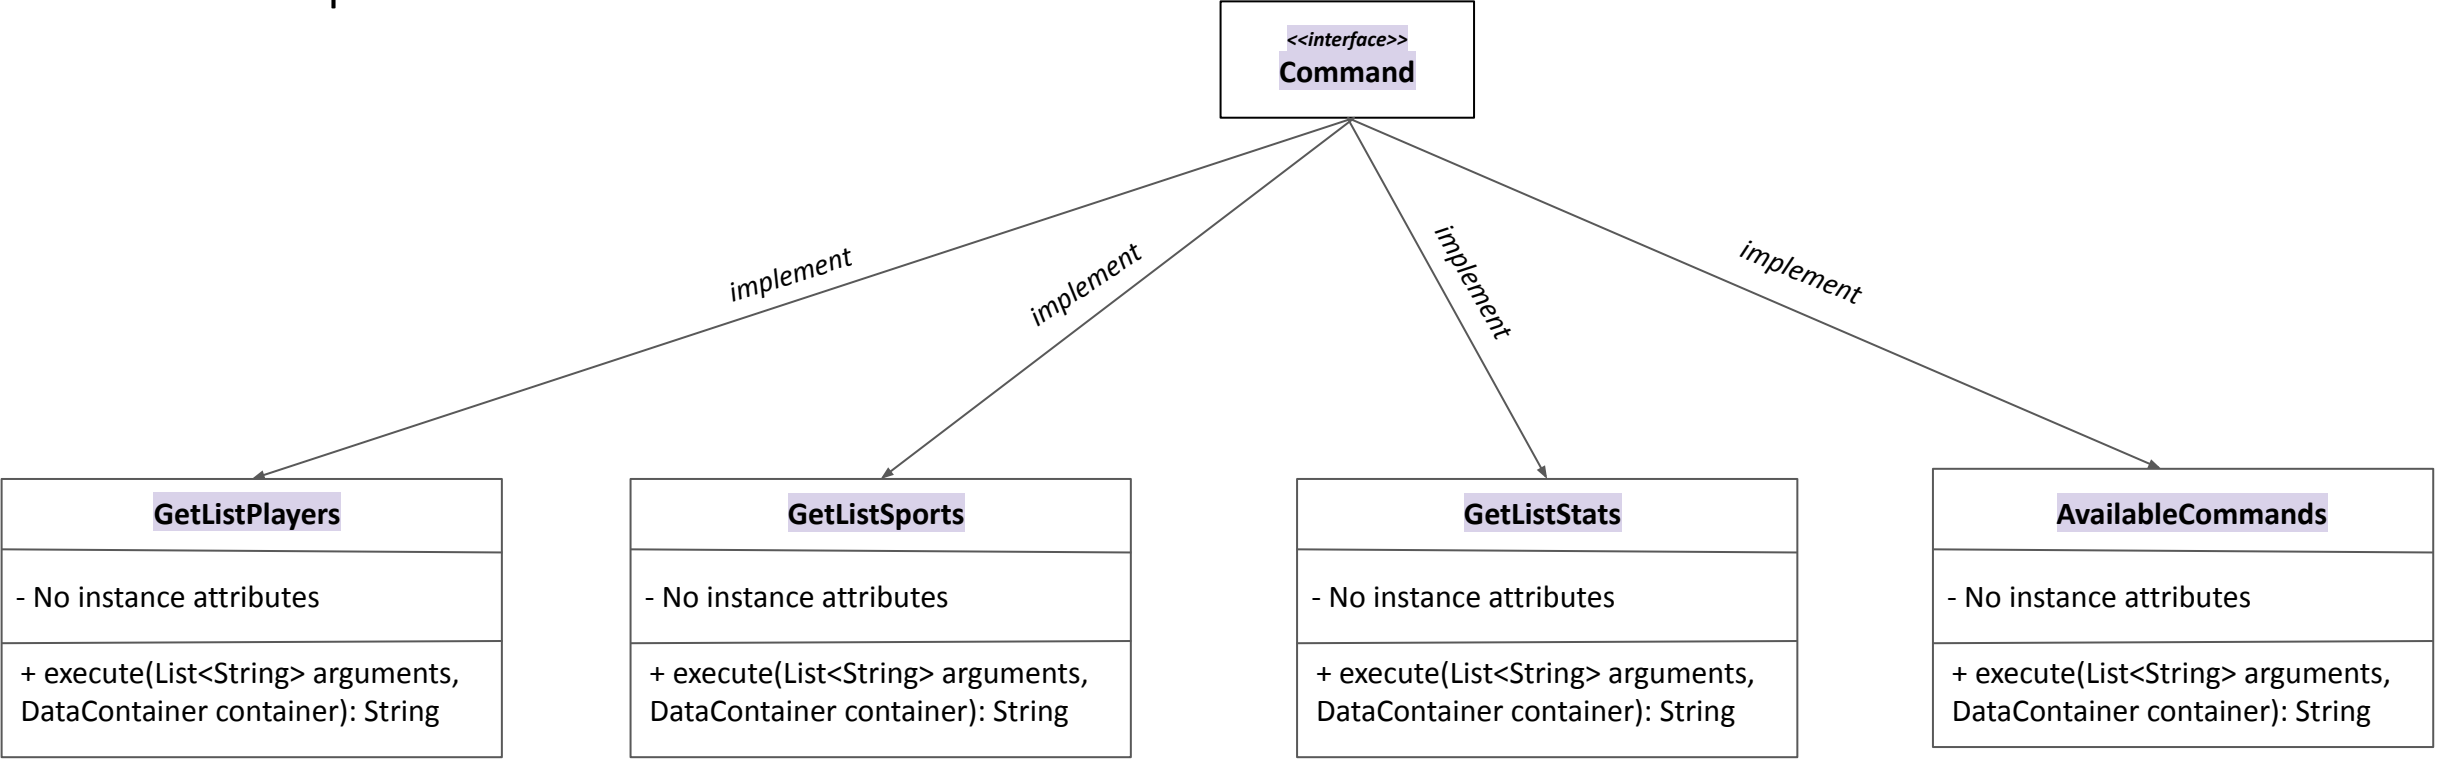 <<interface>>
Command
implement
implement
implement
implement
GetListPlayers
- No instance attributes
+ execute(List<String> arguments,
DataContainer container): String
GetListSports
- No instance attributes
+ execute(List<String> arguments,
DataContainer container): String
GetListStats
- No instance attributes
+ execute(List<String> arguments,
DataContainer container): String
AvailableCommands
- No instance attributes
+ execute(List<String> arguments,
DataContainer container): String